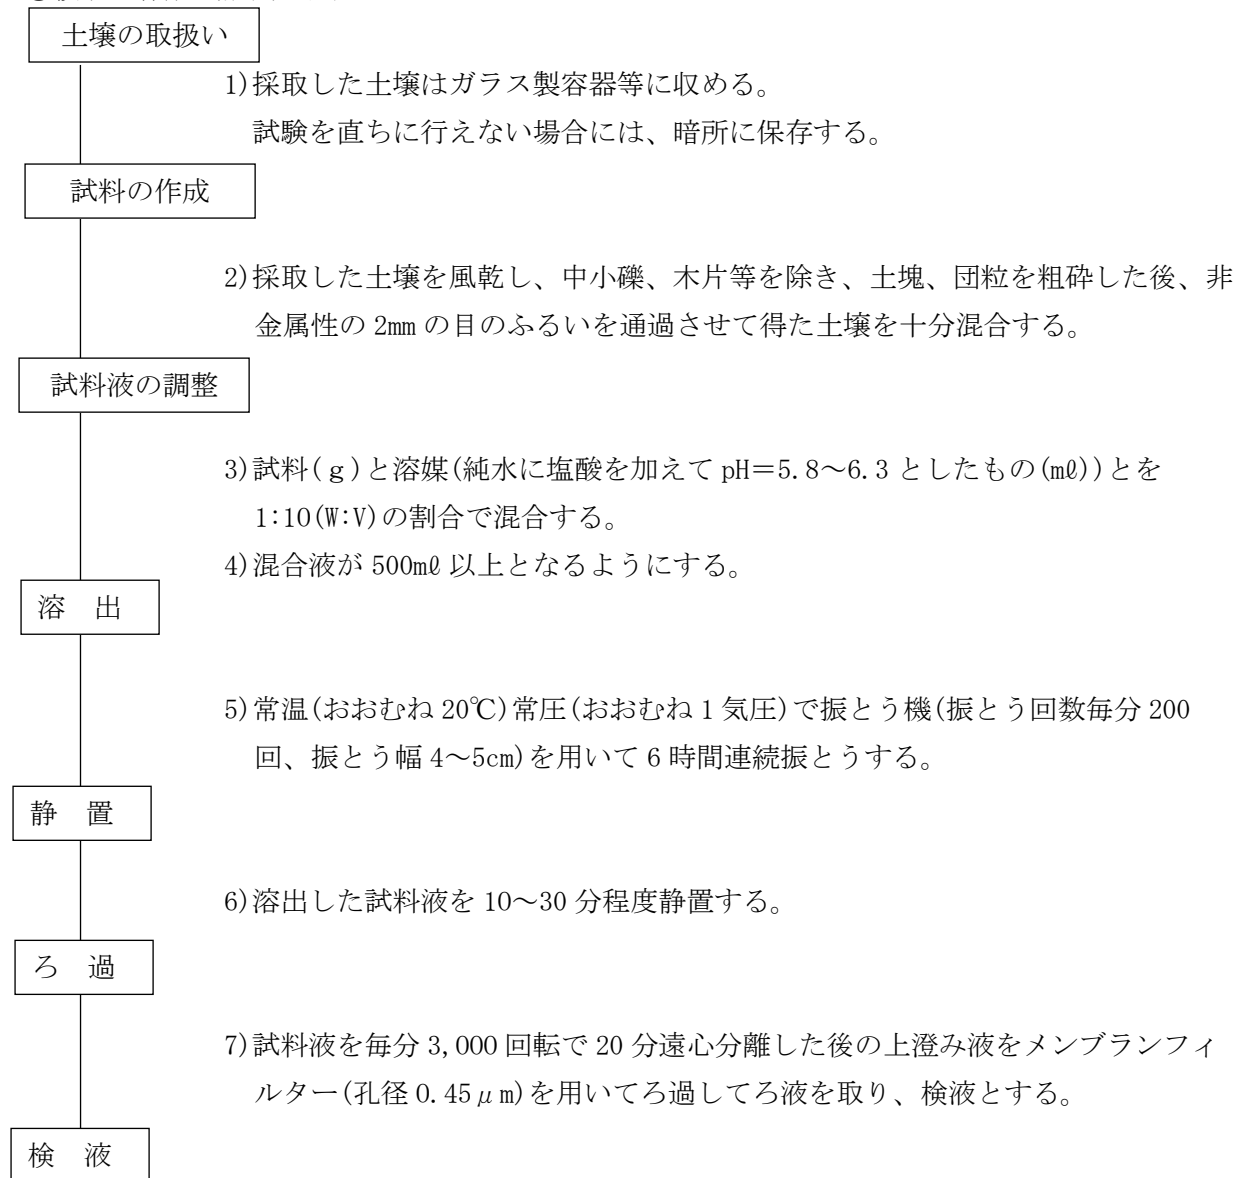 土壌の取扱い
1)採取した土壌はガラス製容器等に収める。
試験を直ちに行えない場合には、暗所に保存する。
試料の作成
2)採取した土壌を風乾し、中小礫、木片等を除き、土塊、団粒を粗砕した後、非
金属性の 2mm の目のふるいを通過させて得た土壌を十分混合する。
試料液の調整
3)試料(ｇ)と溶媒(純水に塩酸を加えて pH＝5.8～6.3 としたもの(mℓ))とを
1:10(W:V)の割合で混合する。
4)混合液が 500mℓ 以上となるようにする。
溶　出
5)常温(おおむね 20℃)常圧(おおむね 1 気圧)で振とう機(振とう回数毎分 200
回、振とう幅 4～5cm)を用いて 6 時間連続振とうする。
静　置
6)溶出した試料液を 10～30 分程度静置する。
ろ　過
7)試料液を毎分 3,000 回転で 20 分遠心分離した後の上澄み液をメンブランフィ
ルター(孔径 0.45μm)を用いてろ過してろ液を取り、検液とする。
検　液